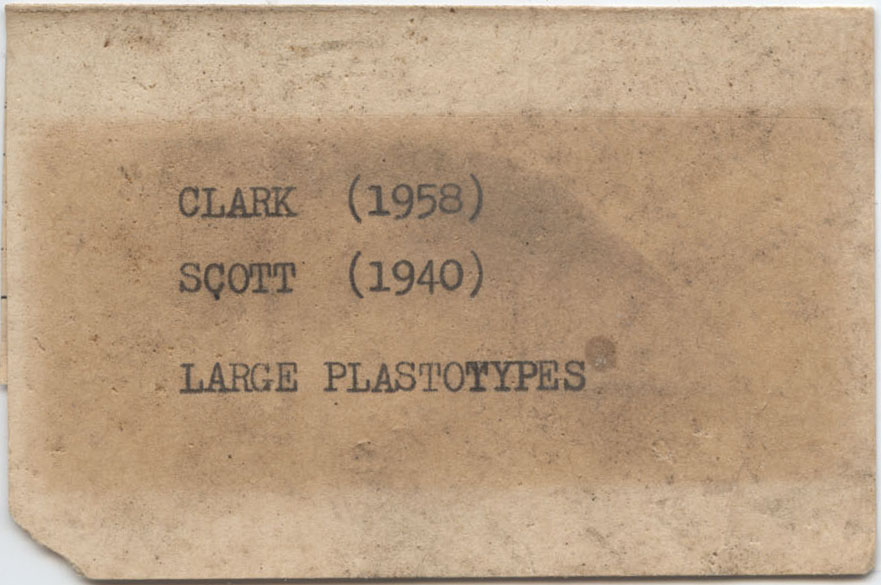 CLARK (1958)
SCOTT (1940)
LARGE PLASTOTYPES